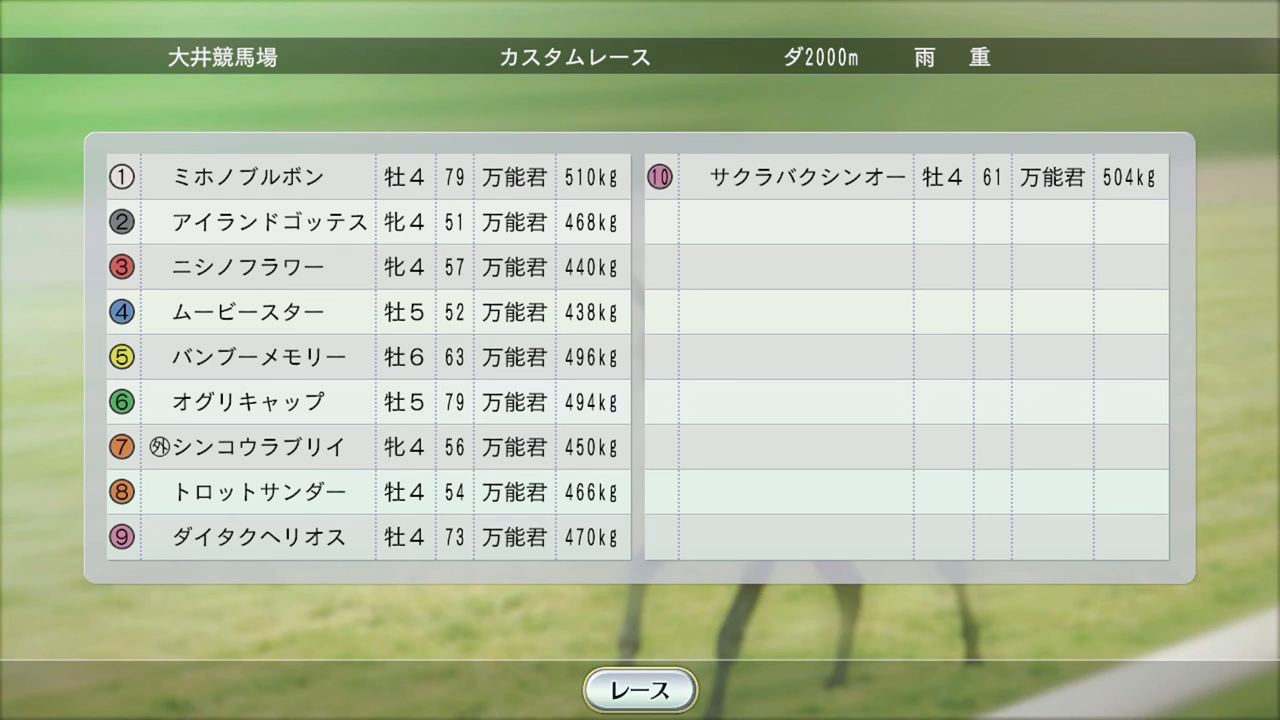 大井競馬場 カスタムレース ダ2000m 雨 重
① ミホノブルボン 牡4 79 万能君 510kg
② アイランドゴッテス 牝4 51 万能君 468kg
③ ニシノフラワー 牝4 57 万能君 440kg
④ ムービースター 牡5 52 万能君 438kg
⑤ バンブーメモリー 牡6 63 万能君 496kg
⑥ オグリキャップ 牡5 79 万能君 494kg
⑦ ㊕シンコウラブリイ 牝4 56 万能君 450kg
⑧ トロットサンダー 牡4 54 万能君 466kg
⑨ ダイタクヘリオス 牡4 73 万能君 470kg
⑩ サクラバクシンオー 牡4 61 万能君 504kg
レース